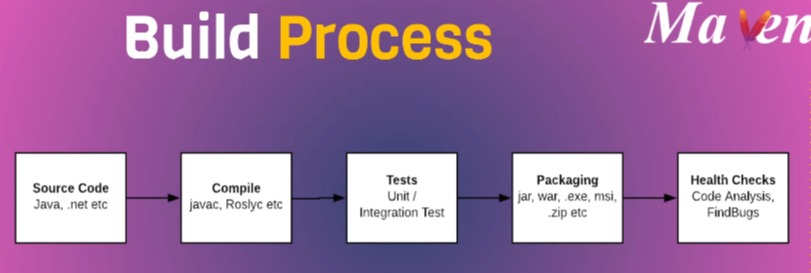 Build Process
Maven
Source Code
Java, .net etc
Compile
javac, Roslyc etc
Tests
Unit /
Integration Test
Packaging
jar, war, .exe, msi,
.zip etc
Health Checks
Code Analysis,
FindBugs